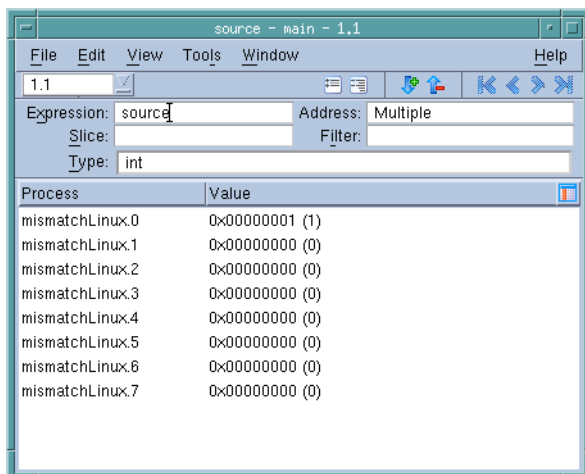 source - main - 1.1
File Edit View Tools Window Help
1.1
Expression: source Address: Multiple
Slice: Filter:
Type: int
Process Value
mismatchLinux.0 0x00000001 (1)
mismatchLinux.1 0x00000000 (0)
mismatchLinux.2 0x00000000 (0)
mismatchLinux.3 0x00000000 (0)
mismatchLinux.4 0x00000000 (0)
mismatchLinux.5 0x00000000 (0)
mismatchLinux.6 0x00000000 (0)
mismatchLinux.7 0x00000000 (0)